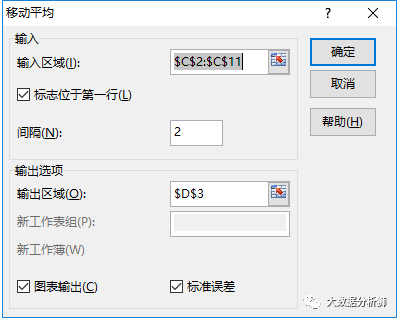 移动平均
输入
输入区域(I): $C$2:$C$11
标志位于第一行(L)
间隔(N): 2
输出选项
输出区域(O): $D$3
新工作表组(P):
新工作薄(W)
图表输出(C) 标准误差
确定
取消
帮助(H)
大数据分析狮